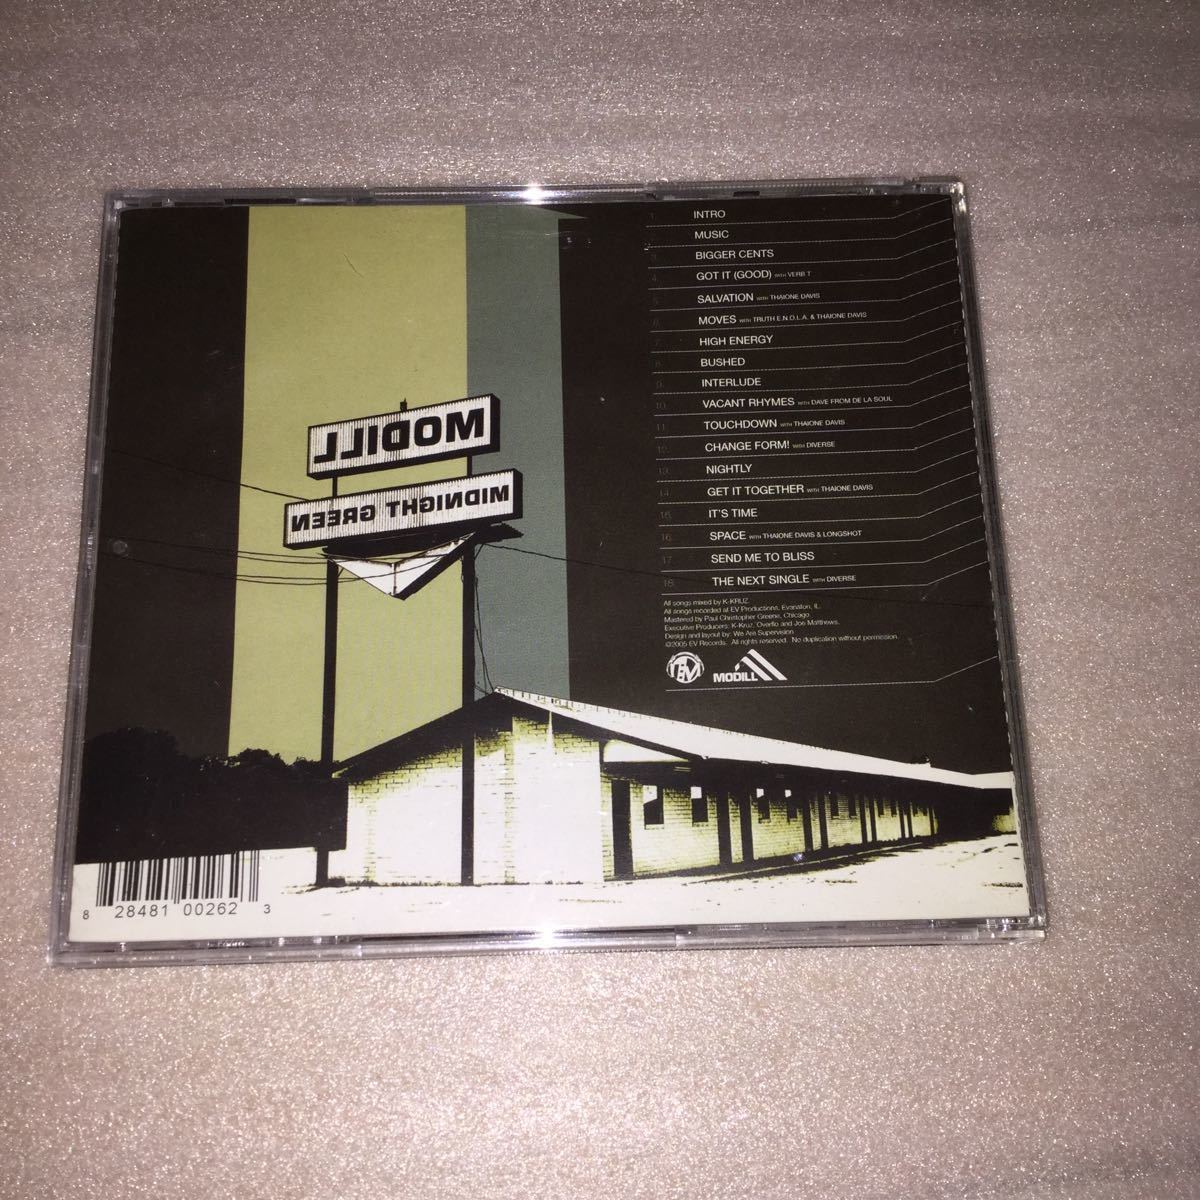 1. INTRO
2. MUSIC
3. BIGGER CENTS
4. GOT IT (GOOD) WITH VERB T
5. SALVATION WITH THAIONE DAVIS
6. MOVES WITH TRUTH E.N.O.L.A. & THAIONE DAVIS
7. HIGH ENERGY
8. BUSHED
9. INTERLUDE
10. VACANT RHYMES WITH DAVE FROM DE LA SOUL
11. TOUCHDOWN WITH THAIONE DAVIS
12. CHANGE FORM! WITH DIVERSE
13. NIGHTLY
14. GET IT TOGETHER WITH THAIONE DAVIS
15. IT'S TIME
16. SPACE WITH THAIONE DAVIS & LONGSHOT
17. SEND ME TO BLISS
18. THE NEXT SINGLE WITH DIVERSE
All songs mixed by K-KRUZ.
All songs recorded at EV Productions, Evanston, IL.
Mastered by Paul Christopher Greene, Chicago
Executive Producers: K-Kruz, Overflo and Joe Matthews.
Design and layout by: We Are Supervision
©2005 EV Records. All rights reserved. No duplication without permission.
EV
MODILL
MODILL
MIDNIGHT GREEN
8 28481 00262 3